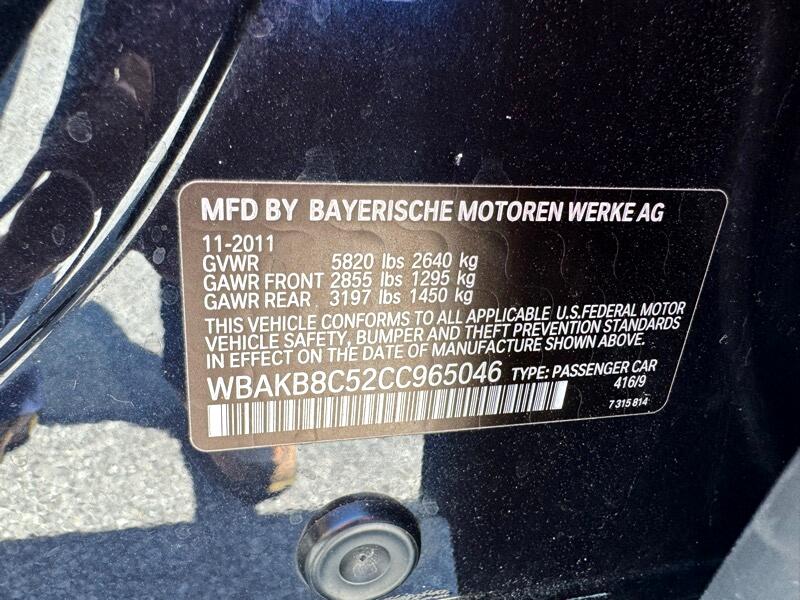 MFD BY BAYERISCHE MOTOREN WERKE AG
11-2011
GVWR 5820 lbs 2640 kg
GAWR FRONT 2855 lbs 1295 kg
GAWR REAR 3197 lbs 1450 kg
THIS VEHICLE CONFORMS TO ALL APPLICABLE U.S.FEDERAL MOTOR
VEHICLE SAFETY, BUMPER AND THEFT PREVENTION STANDARDS
IN EFFECT ON THE DATE OF MANUFACTURE SHOWN ABOVE.
WBAKB8C52CC965046 TYPE: PASSENGER CAR
416/9
7 315 814